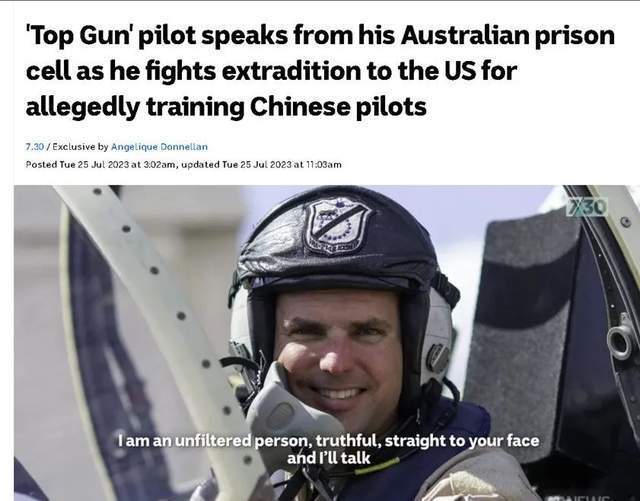 'Top Gun' pilot speaks from his Australian prison
cell as he fights extradition to the US for
allegedly training Chinese pilots
7.30 / Exclusive by Angelique Donnellan
Posted Tue 25 Jul 2023 at 3:02am, updated Tue 25 Jul 2023 at 11:03am
7.30
I am an unfiltered person, truthful, straight to your face
and I'll talk
NEWS